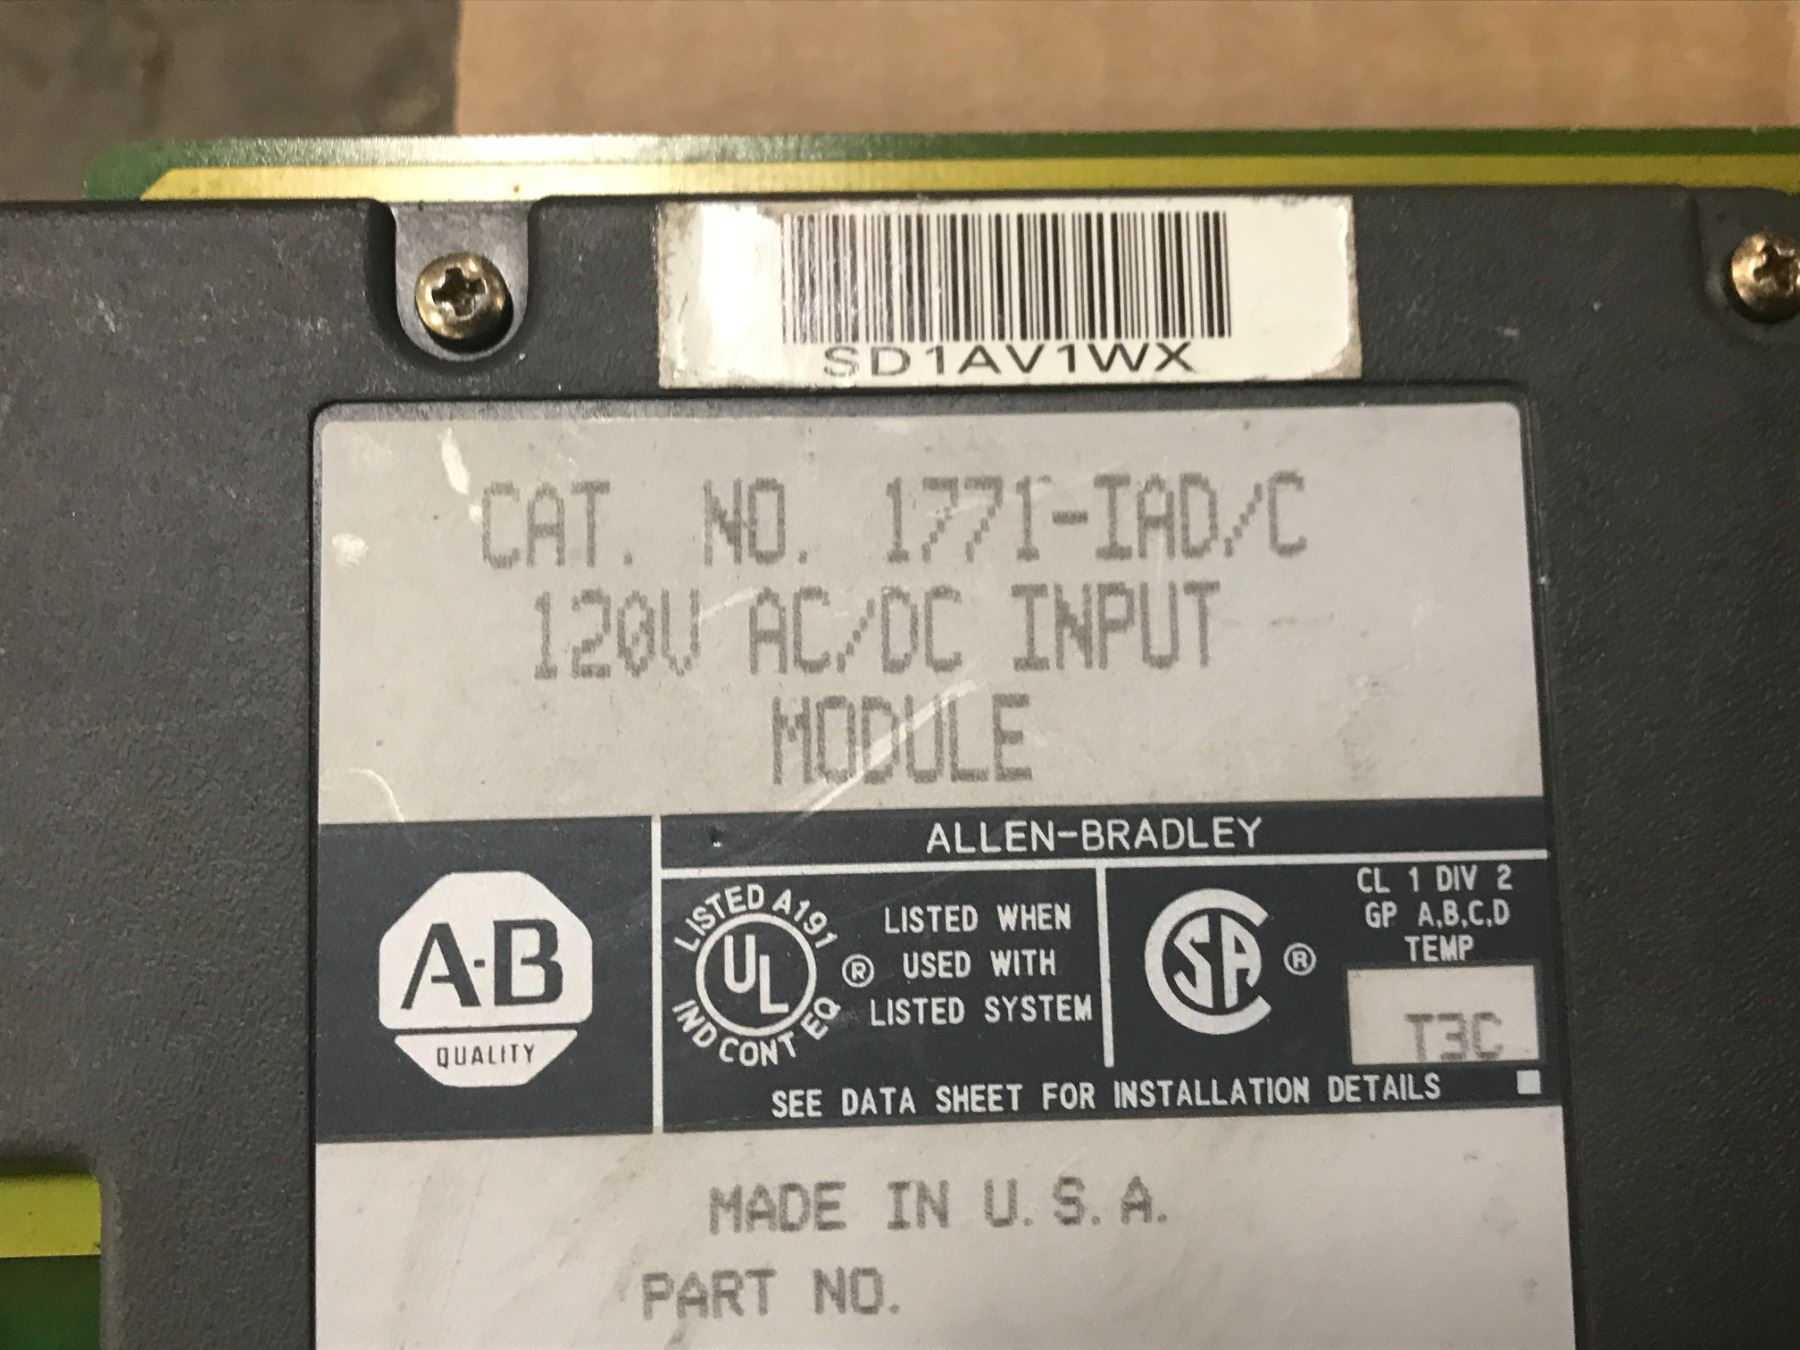 SD1AV1WX
CAT. NO. 1771-IAD/C
120V AC/DC INPUT
MODULE
ALLEN-BRADLEY
A-B
QUALITY
LISTED A191
UL
IND CONT EQ
®
LISTED WHEN
USED WITH
LISTED SYSTEM
SA
®
CL 1 DIV 2
GP A,B,C,D
TEMP
T3C
SEE DATA SHEET FOR INSTALLATION DETAILS
MADE IN U.S.A.
PART NO.